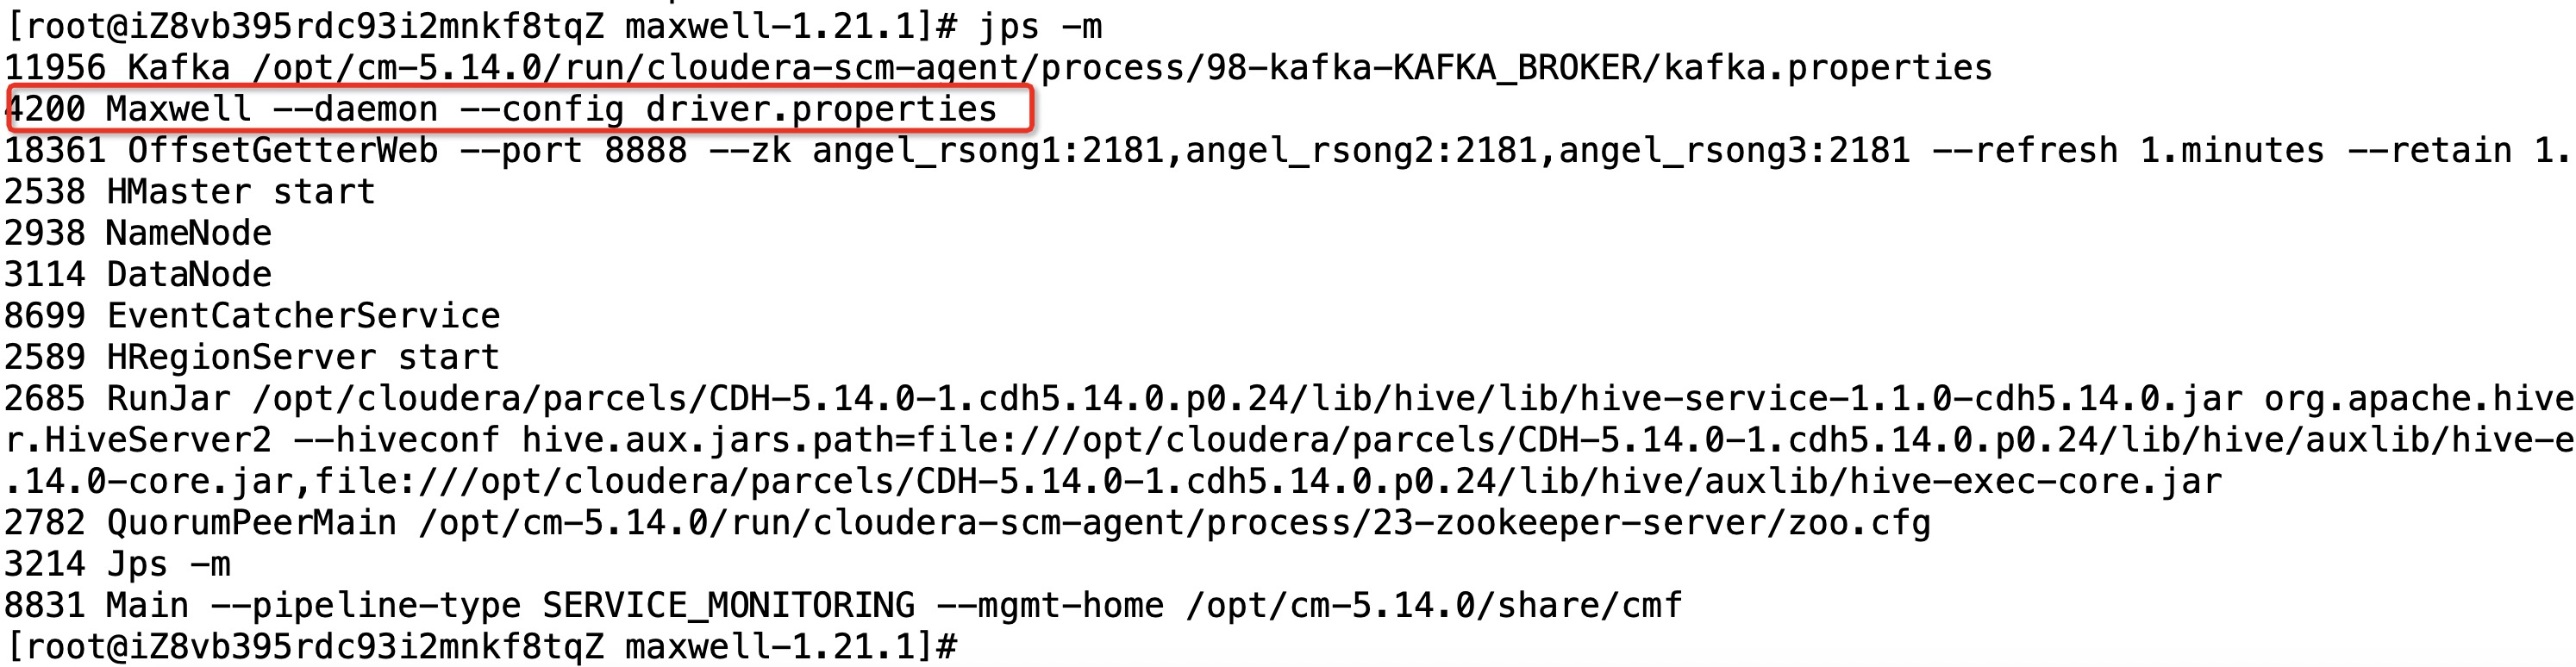 [root@iZ8vb395rdc93i2mnkf8tqZ maxwell-1.21.1]# jps -m
11956 Kafka /opt/cm-5.14.0/run/cloudera-scm-agent/process/98-kafka-KAFKA_BROKER/kafka.properties
4200 Maxwell --daemon --config driver.properties
18361 OffsetGetterWeb --port 8888 --zk angel_rsong1:2181,angel_rsong2:2181,angel_rsong3:2181 --refresh 1.minutes --retain 1.
2538 HMaster start
2938 NameNode
3114 DataNode
8699 EventCatcherService
2589 HRegionServer start
2685 RunJar /opt/cloudera/parcels/CDH-5.14.0-1.cdh5.14.0.p0.24/lib/hive/lib/hive-service-1.1.0-cdh5.14.0.jar org.apache.hive
r.HiveServer2 --hiveconf hive.aux.jars.path=file:///opt/cloudera/parcels/CDH-5.14.0-1.cdh5.14.0.p0.24/lib/hive/auxlib/hive-e
.14.0-core.jar,file:///opt/cloudera/parcels/CDH-5.14.0-1.cdh5.14.0.p0.24/lib/hive/auxlib/hive-exec-core.jar
2782 QuorumPeerMain /opt/cm-5.14.0/run/cloudera-scm-agent/process/23-zookeeper-server/zoo.cfg
3214 Jps -m
8831 Main --pipeline-type SERVICE_MONITORING --mgmt-home /opt/cm-5.14.0/share/cmf
[root@iZ8vb395rdc93i2mnkf8tqZ maxwell-1.21.1]#